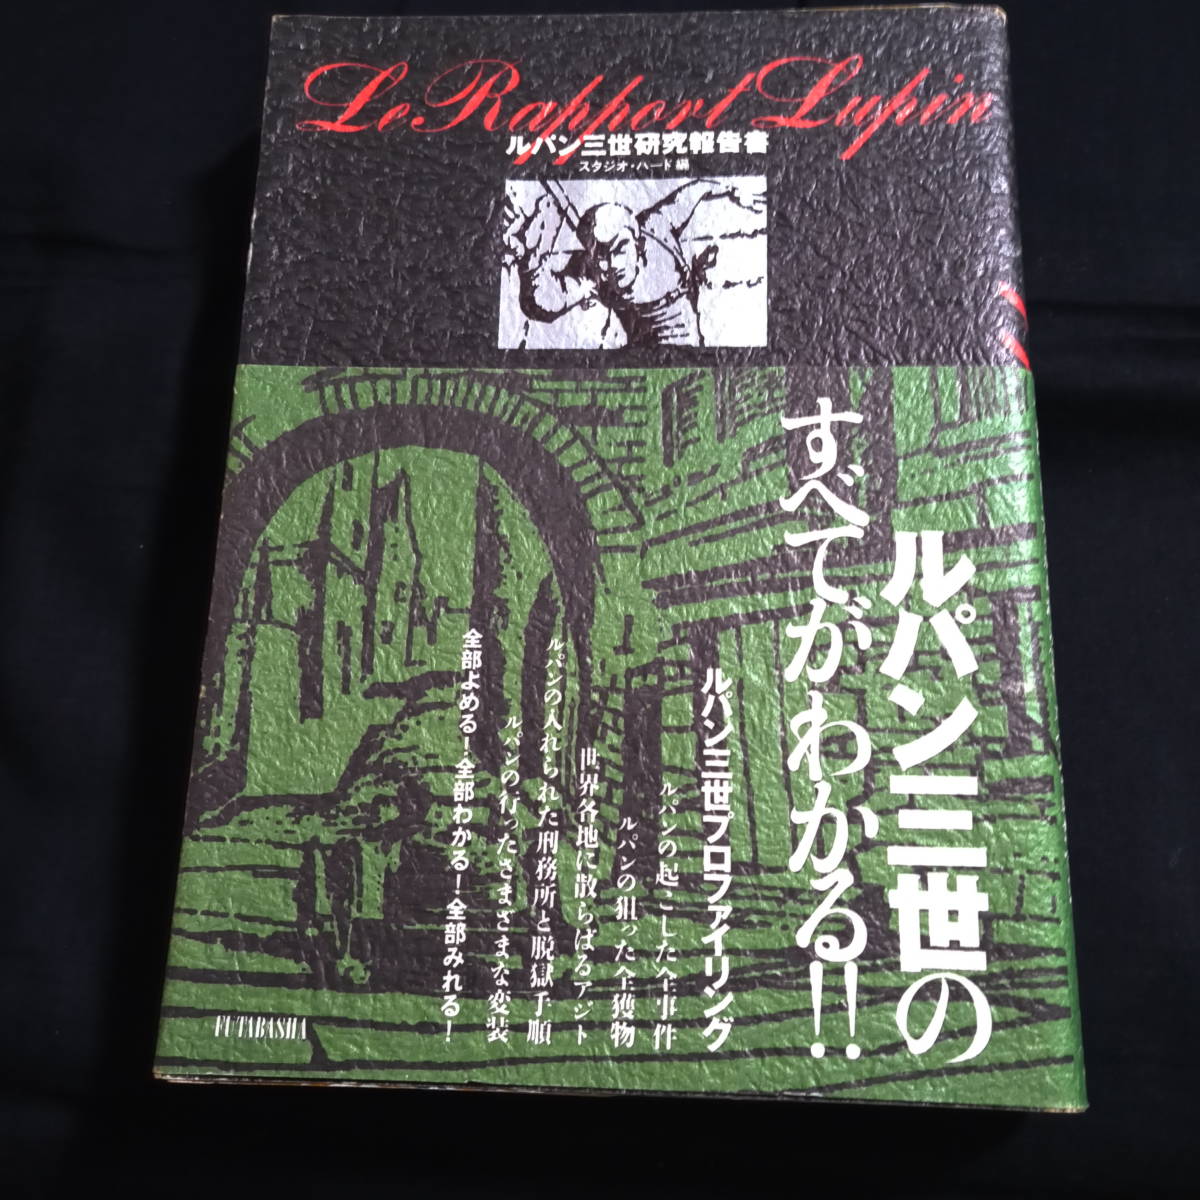 Le Rapport Lupin
ルパン三世研究報告書
スタジオ・ハード編
ルパン三世の
すべてがわかる!!
ルパン三世プロファイリング
ルパンの起こした全事件
ルパンの狙った全獲物
世界各地に散らばるアジト
ルパンの入れられた刑務所と脱獄手順
ルパンの行ったさまざまな変装
全部よめる!全部わかる!全部みれる!
FUTABASHA